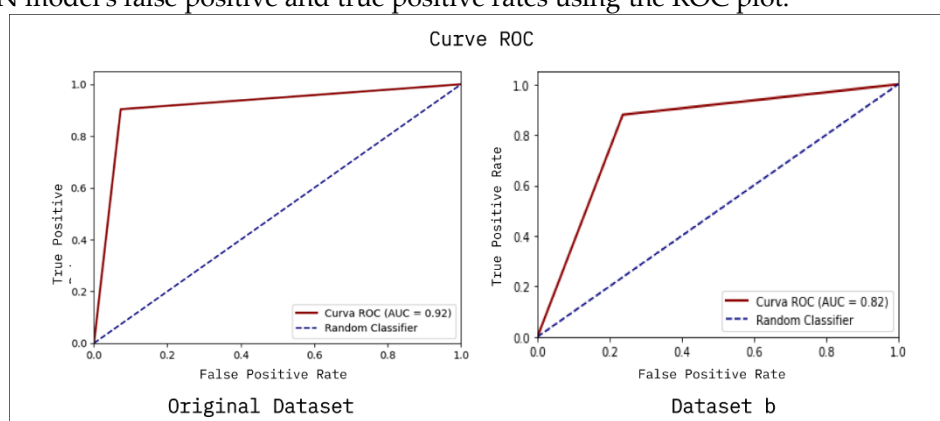 N model's false positive and true positive rates using the ROC plot.
Curve ROC
1.0
0.8
0.6
0.4
0.2
0.0
True Positive
Curva ROC (AUC = 0.92)
Random Classifier
0.0 0.2 0.4 0.6 0.8 1.0
False Positive Rate
Original Dataset
1.0
0.8
0.6
0.4
0.2
0.0
True Positive Rate
Curva ROC (AUC = 0.82)
Random Classifier
0.0 0.2 0.4 0.6 0.8 1.0
False Positive Rate
Dataset b